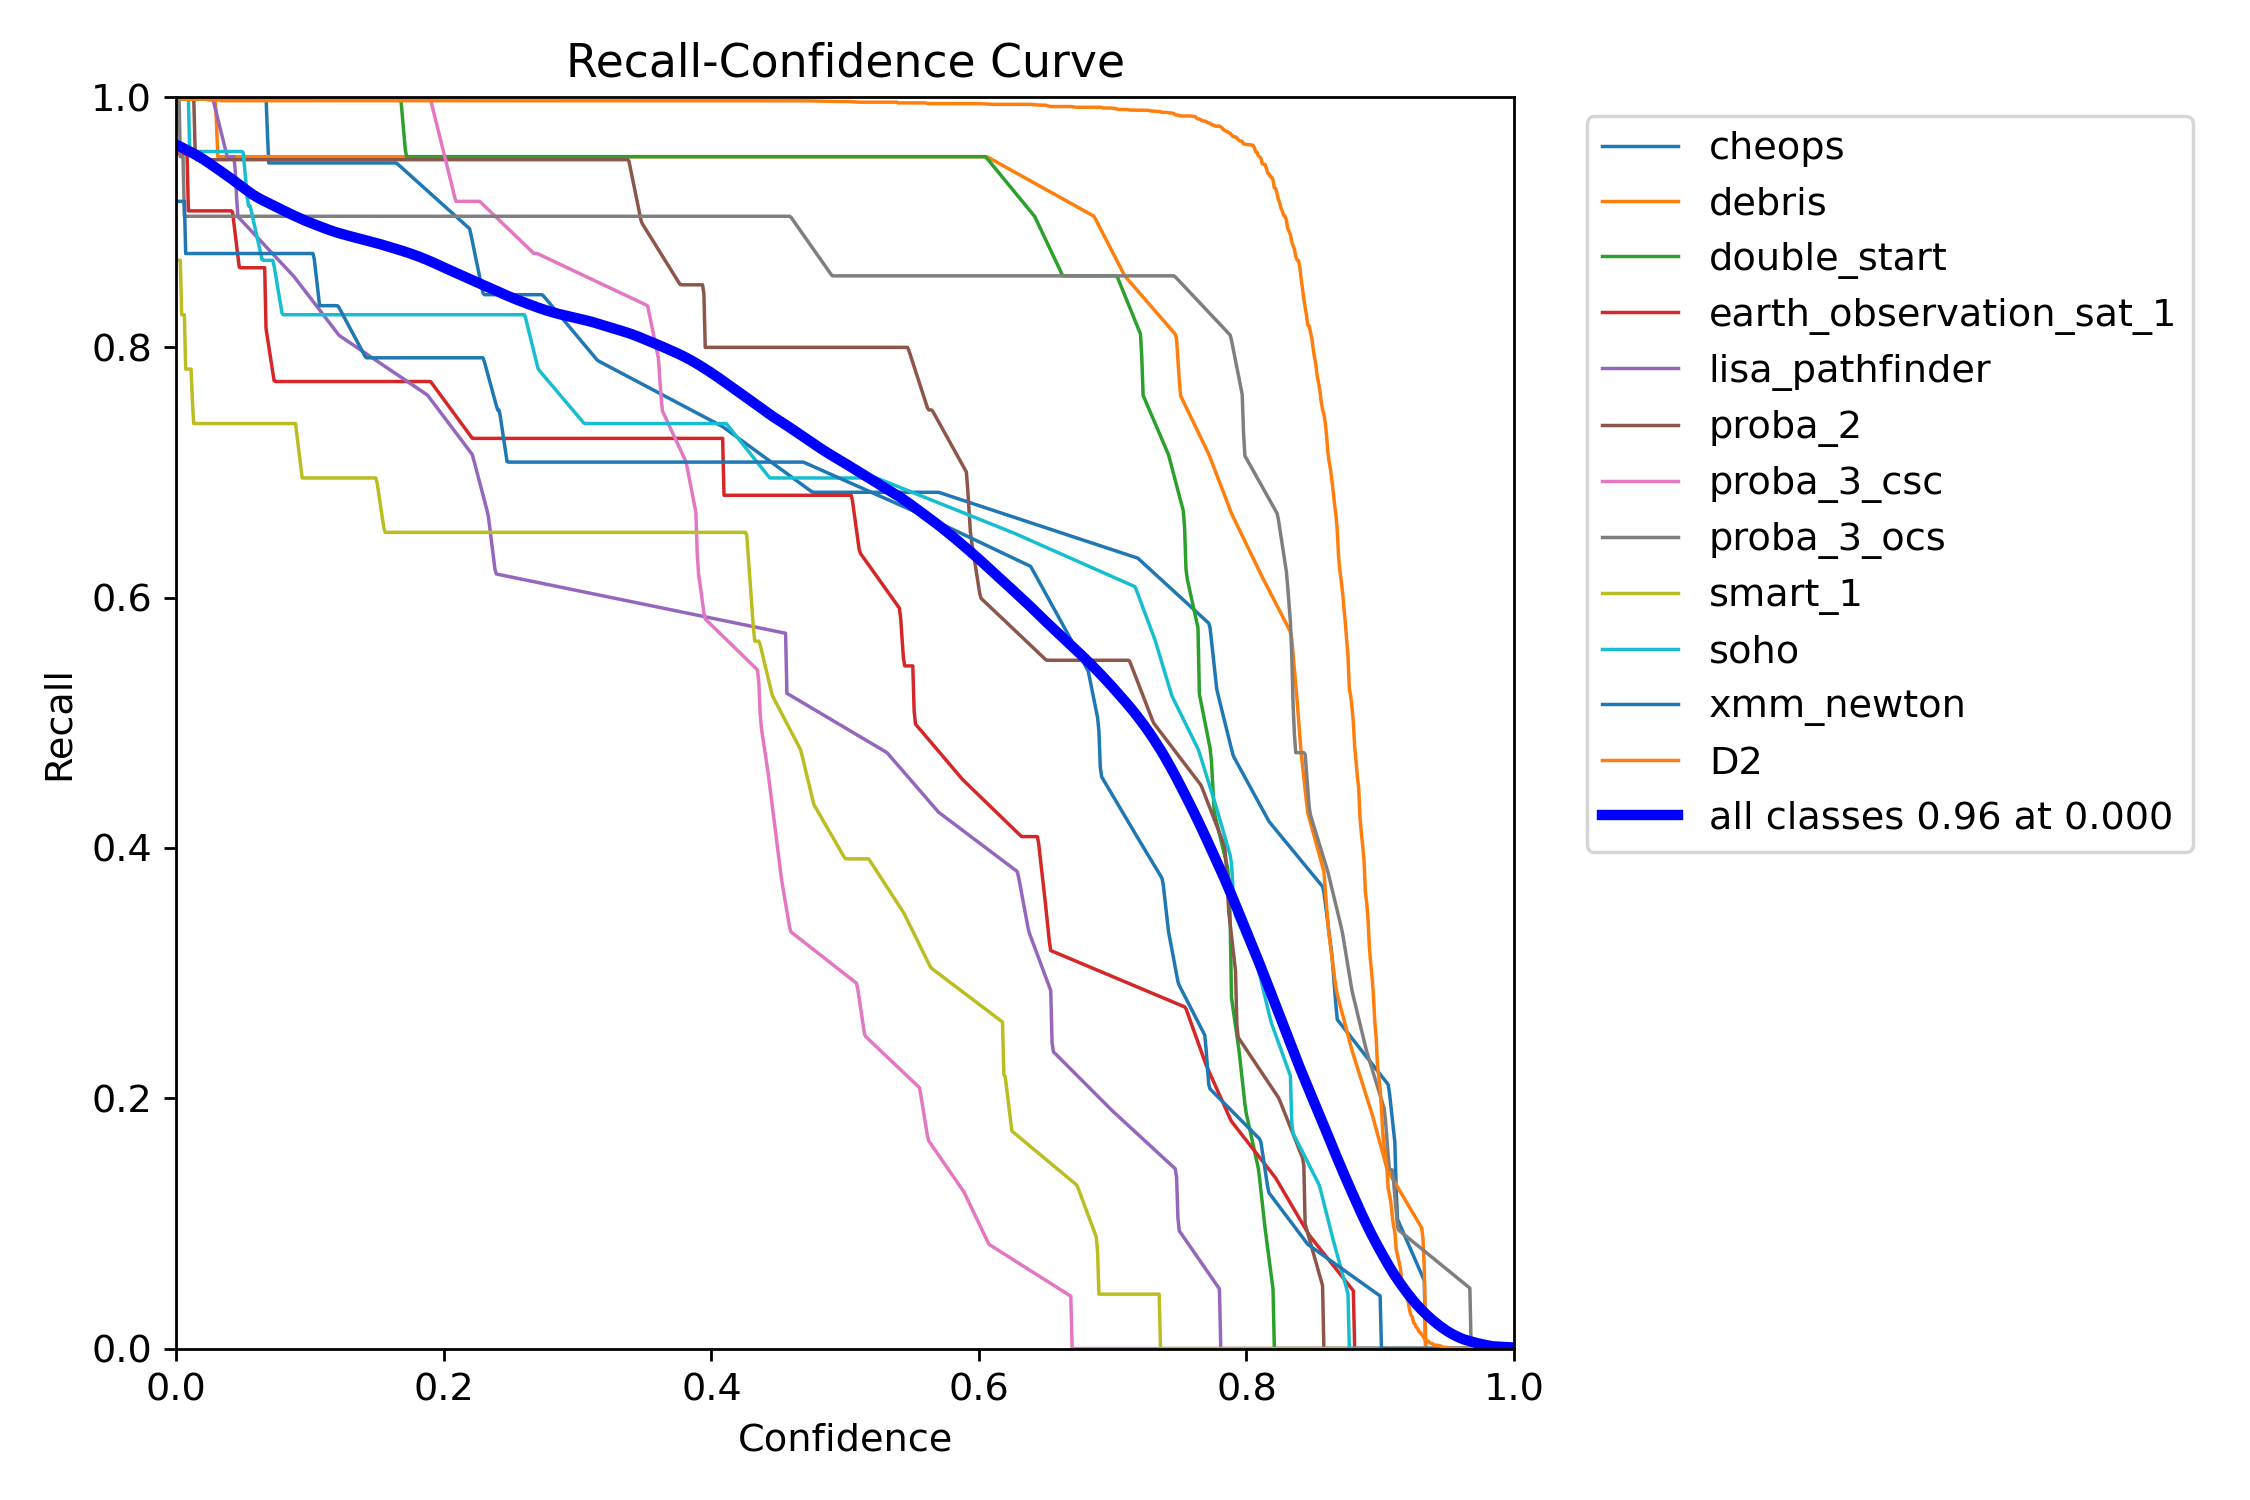 Recall-Confidence Curve
1.0
0.8
0.6
0.4
0.2
0.0
Recall
0.0 0.2 0.4 0.6 0.8 1.0
Confidence
cheops
debris
double_start
earth_observation_sat_1
lisa_pathfinder
proba_2
proba_3_csc
proba_3_ocs
smart_1
soho
xmm_newton
D2
all classes 0.96 at 0.000